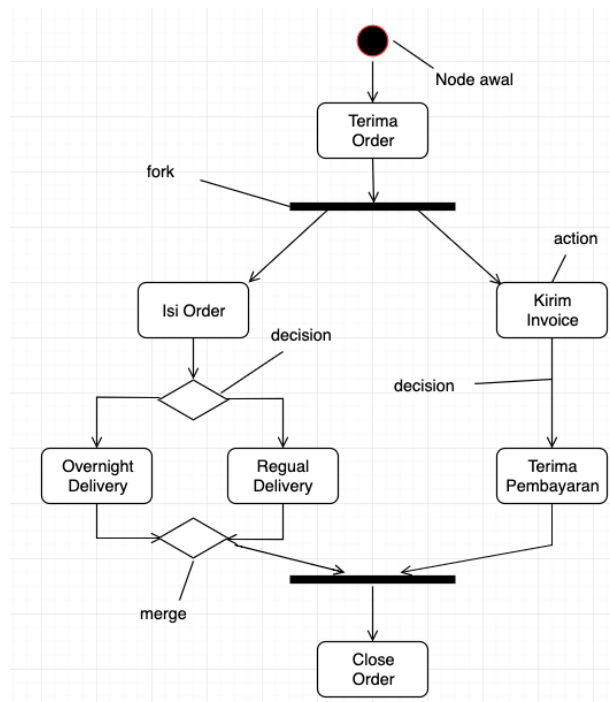 Node awal
Terima
Order
fork
action
Isi Order
Kirim
Invoice
decision
decision
Overnight
Delivery
Regual
Delivery
Terima
Pembayaran
merge
Close
Order